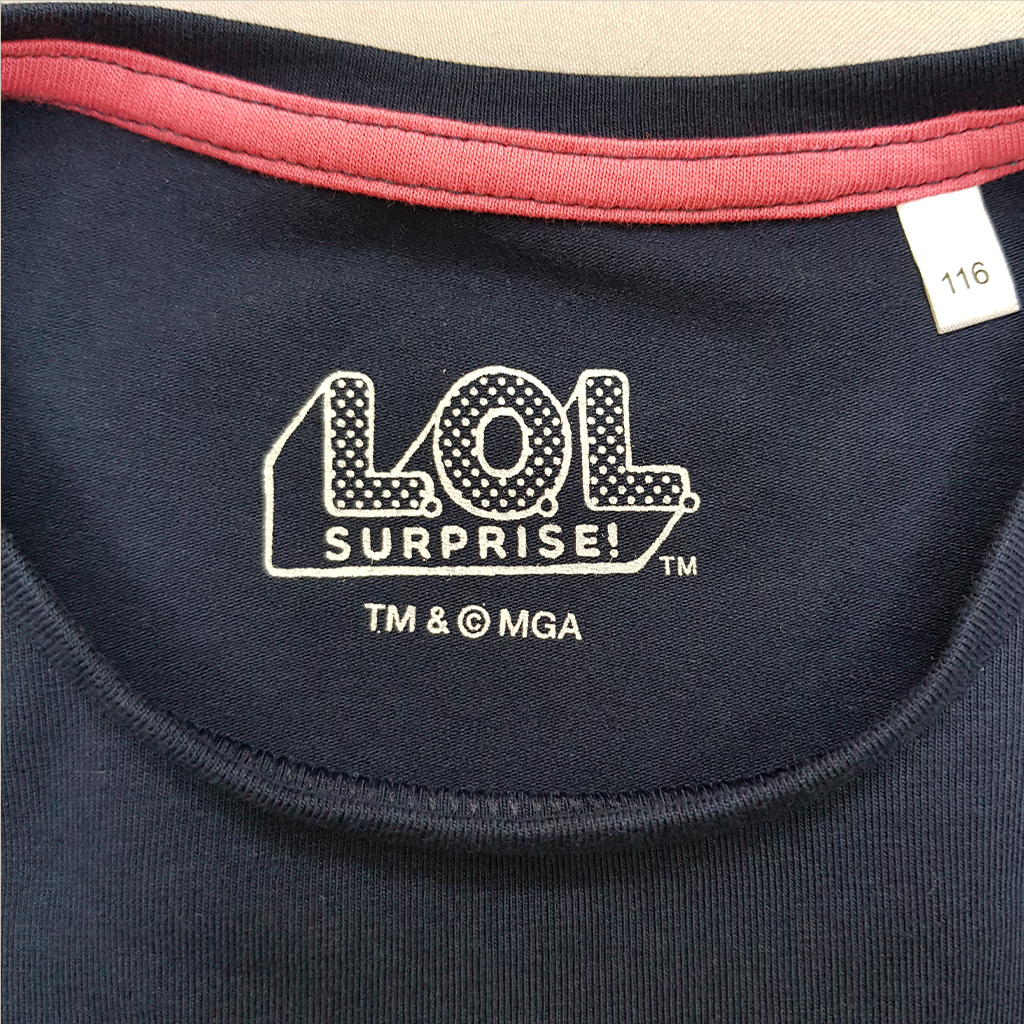 116
L.O.L.
SURPRISE!
TM
TM & © MGA